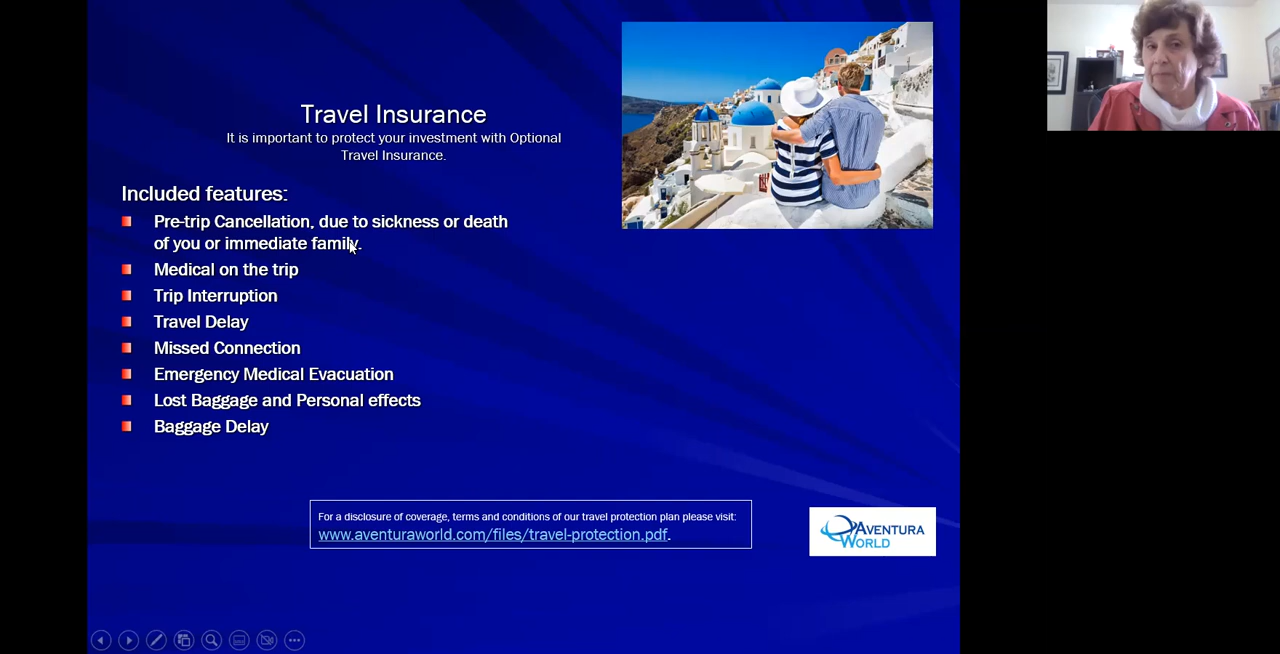 Travel Insurance
It is important to protect your investment with Optional
Travel Insurance.
Included features:
Pre-trip Cancellation, due to sickness or death
of you or immediate family.
Medical on the trip
Trip Interruption
Travel Delay
Missed Connection
Emergency Medical Evacuation
Lost Baggage and Personal effects
Baggage Delay
For a disclosure of coverage, terms and conditions of our travel protection plan please visit:
www.aventuraworld.com/files/travel-protection.pdf.
AVENTURA
WORLD